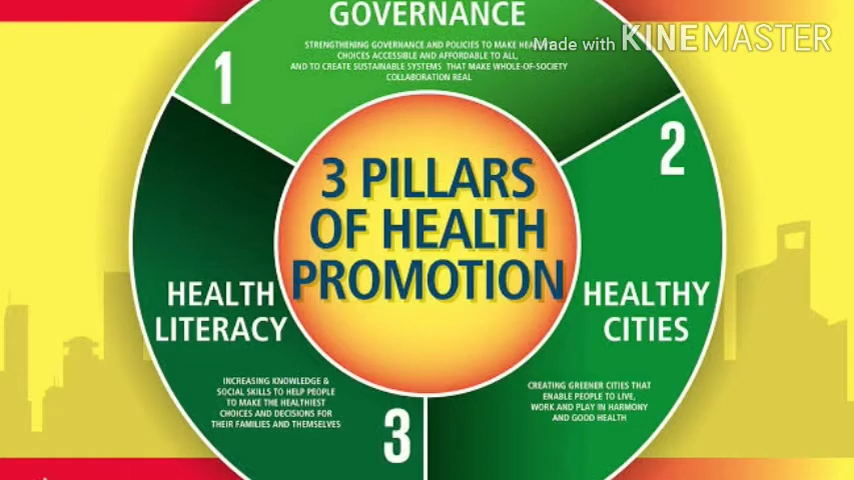 GOVERNANCE
STRENGTHENING GOVERNANCE AND POLICIES TO MAKE
CHOICES ACCESSIBLE AND AFFORDABLE TO ALL,
AND TO CREATE SUSTAINABLE SYSTEMS THAT MAKE WHOLE-OF-SOCIETY
COLLABORATION REAL
Made with KINEMASTER
1
2
3 PILLARS
OF HEALTH
PROMOTION
HEALTH
LITERACY
INCREASING KNOWLEDGE &
SOCIAL SKILLS TO HELP PEOPLE
TO MAKE THE HEALTHIEST
CHOICES AND DECISIONS FOR
THEIR FAMILIES AND THEMSELVES
3
HEALTHY
CITIES
CREATING GREENER CITIES THAT
ENABLE PEOPLE TO LIVE,
WORK AND PLAY IN HARMONY
AND GOOD HEALTH